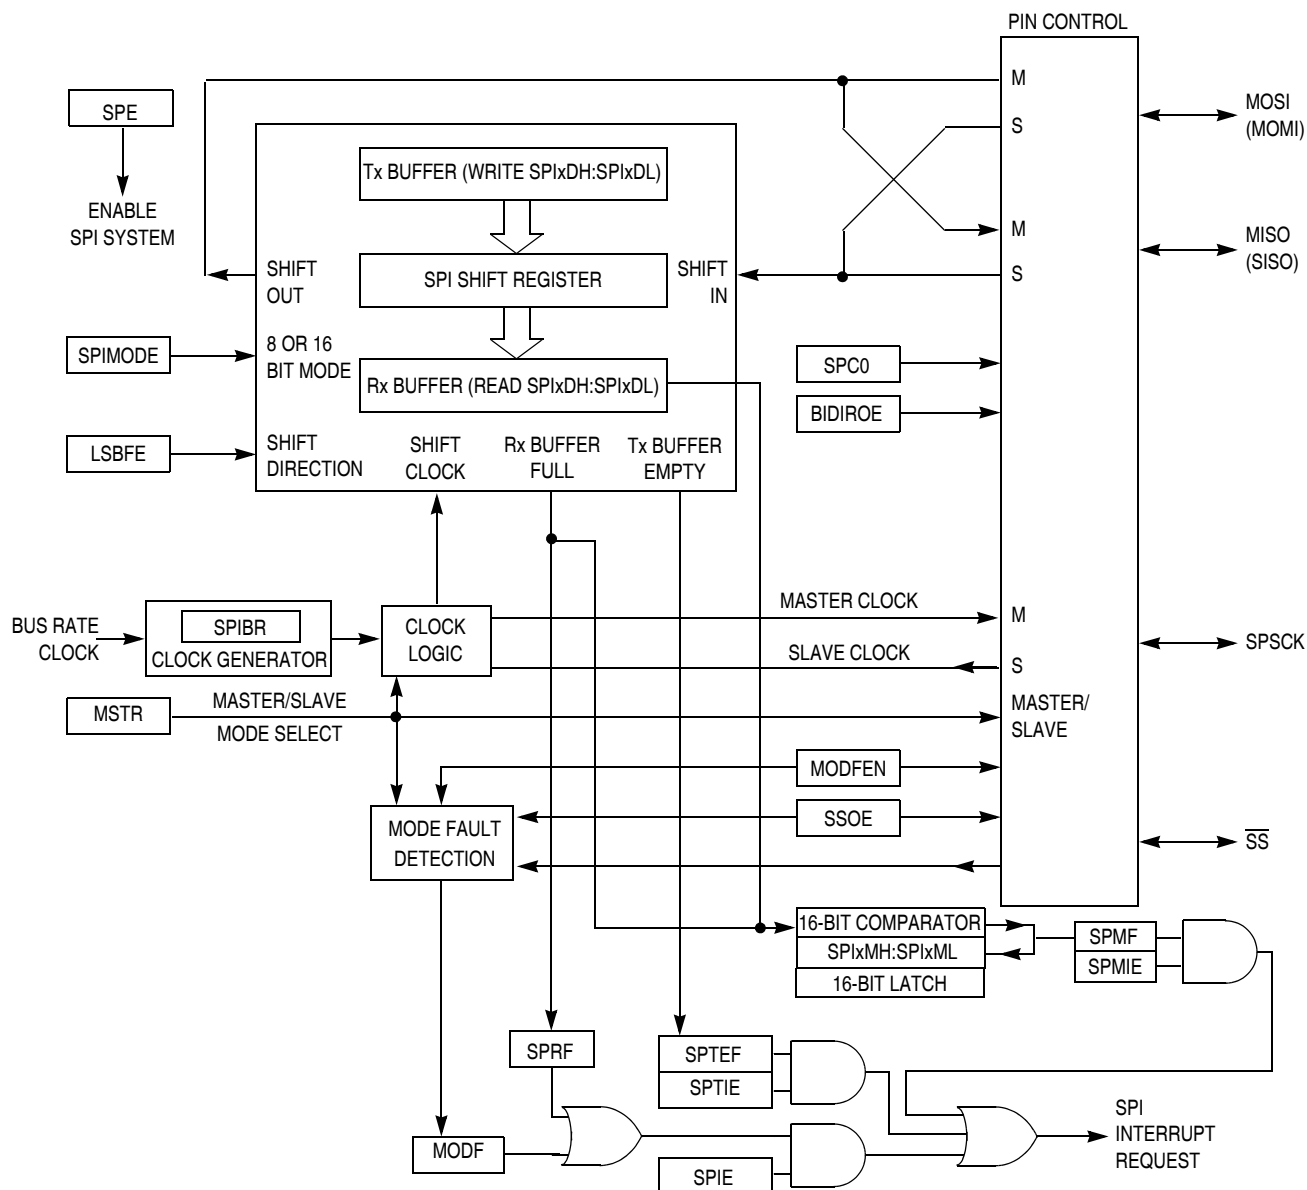 PIN CONTROL
SPE
ENABLE
SPI SYSTEM
Tx BUFFER (WRITE SPIxDH:SPIxDL)
SHIFT
OUT
SPI SHIFT REGISTER
SHIFT
IN
M
S
M
S
MOSI
(MOMI)
MISO
(SISO)
SPIMODE
8 OR 16
BIT MODE
Rx BUFFER (READ SPIxDH:SPIxDL)
SPC0
BIDIROE
LSBFE
SHIFT
DIRECTION
SHIFT
CLOCK
Rx BUFFER
FULL
Tx BUFFER
EMPTY
BUS RATE
CLOCK
SPIBR
CLOCK GENERATOR
CLOCK
LOGIC
MASTER CLOCK
M
SLAVE CLOCK
S
SPSCK
MSTR
MASTER/SLAVE
MODE SELECT
MASTER/
SLAVE
MODFEN
SSOE
MODE FAULT
DETECTION
SS
16-BIT COMPARATOR
SPIxMH:SPIxML
16-BIT LATCH
SPMF
SPMIE
SPRF
SPTEF
SPTIE
MODF
SPIE
SPI
INTERRUPT
REQUEST